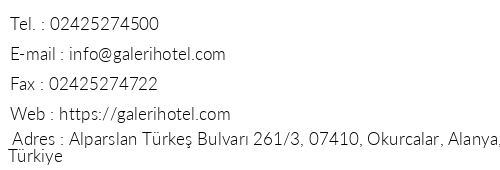 Tel. : 02425274500
E-mail : info@galerihotel.com
Fax : 02425274722
Web : https://galerihotel.com
Adres : Alparslan Türkeş Bulvarı 261/3, 07410, Okurcalar, Alanya,
Türkiye